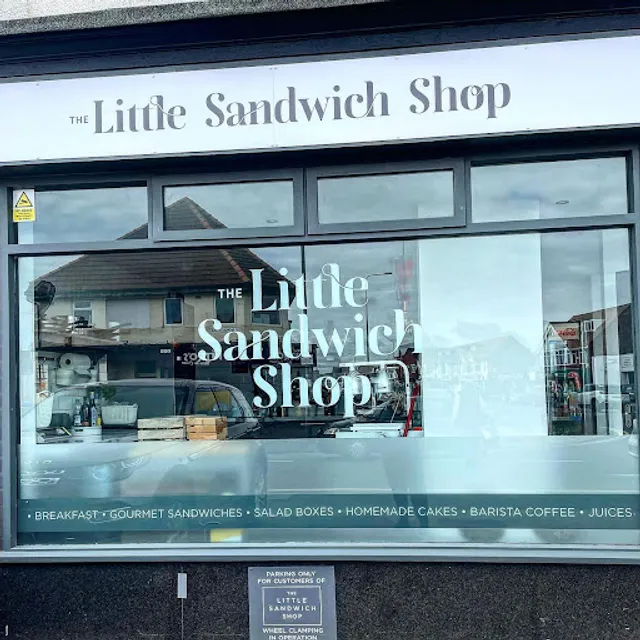 THE Little Sandwich Shop
THE Little
Sandwich
Shop
• BREAKFAST • GOURMET SANDWICHES • SALAD BOXES • HOMEMADE CAKES • BARISTA COFFEE • JUICES
PARKING ONLY
FOR CUSTOMERS OF
THE
LITTLE
SANDWICH
SHOP
WHEEL CLAMPING
IN OPERATION